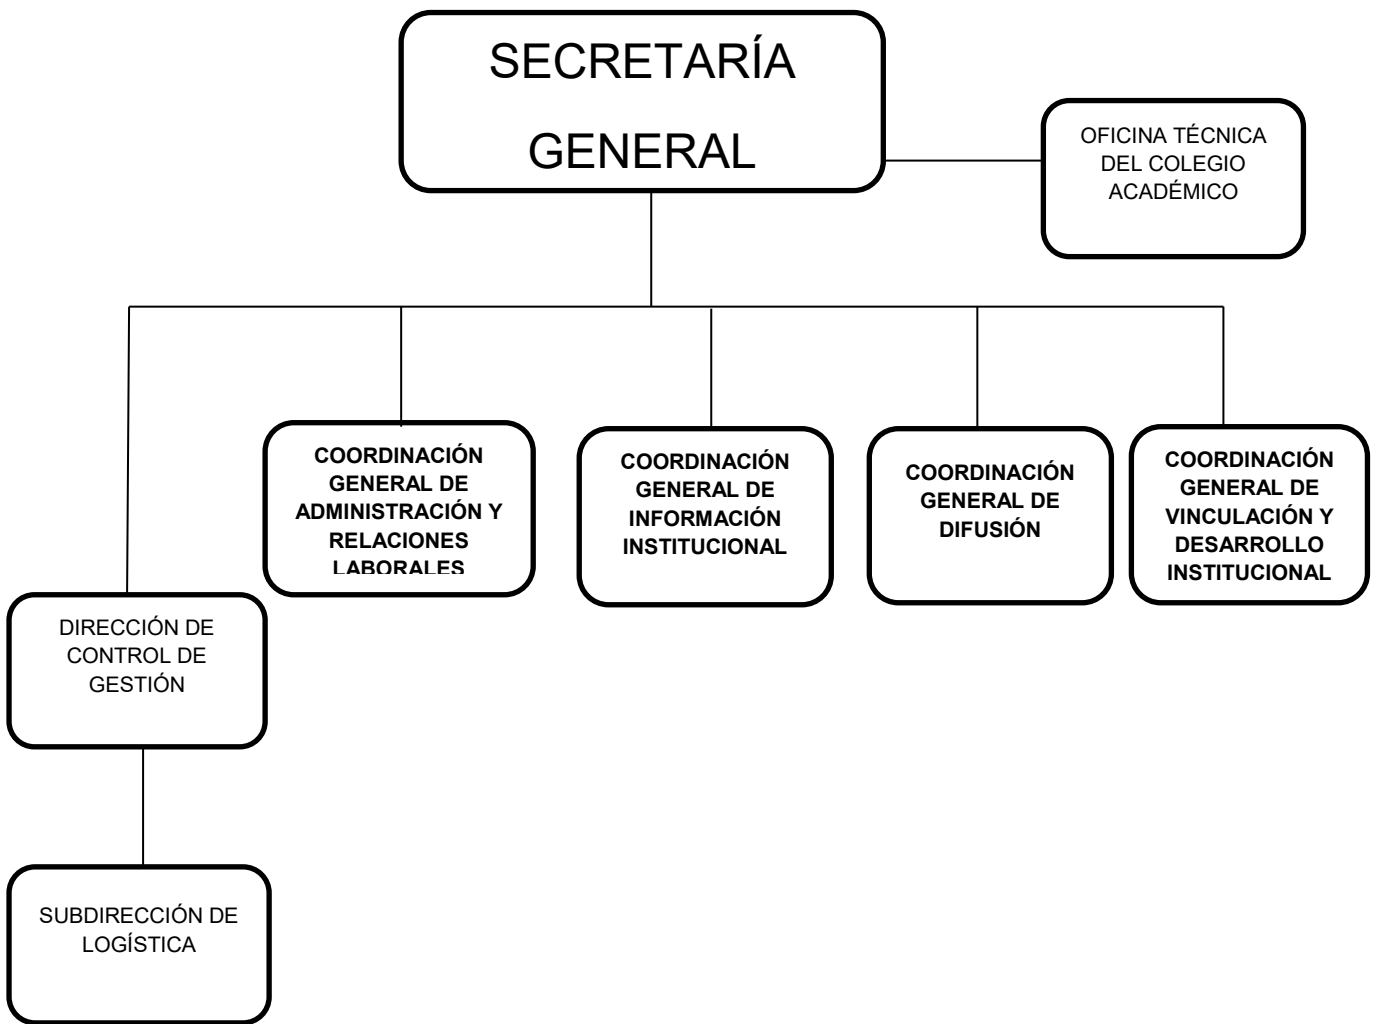 SECRETARÍA
GENERAL
OFICINA TÉCNICA
DEL COLEGIO
ACADÉMICO
COORDINACIÓN
GENERAL DE
ADMINISTRACIÓN Y
RELACIONES
LABORALES
COORDINACIÓN
GENERAL DE
INFORMACIÓN
INSTITUCIONAL
COORDINACIÓN
GENERAL DE
DIFUSIÓN
COORDINACIÓN
GENERAL DE
VINCULACIÓN Y
DESARROLLO
INSTITUCIONAL
DIRECCIÓN DE
CONTROL DE
GESTIÓN
SUBDIRECCIÓN DE
LOGÍSTICA